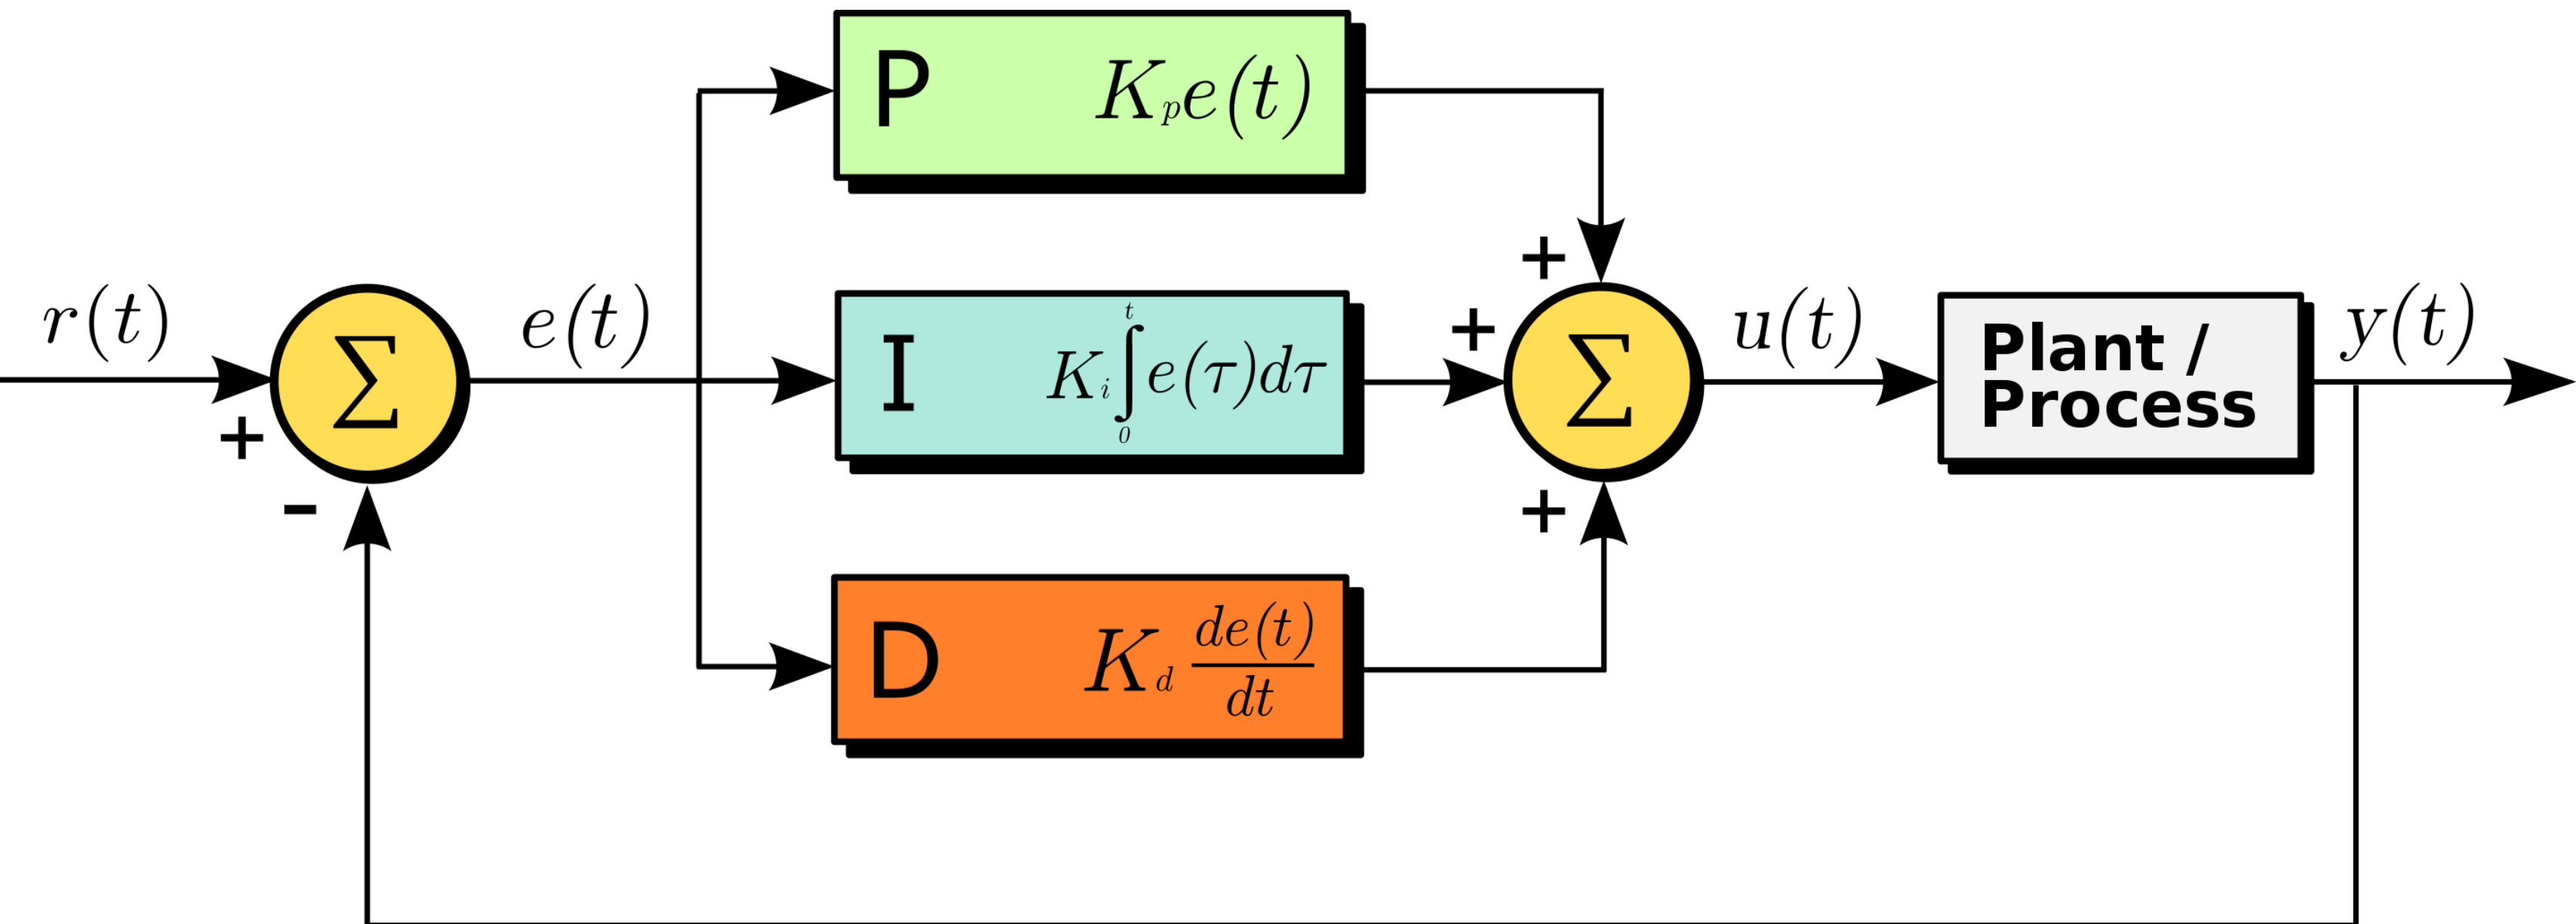 P K_p e(t)
+
r(t) Σ e(t)
+
-
I K_i ∫_0^t e(τ)dτ
+
Σ u(t)
+
Plant /
Process
y(t)
D K_d de(t)/dt